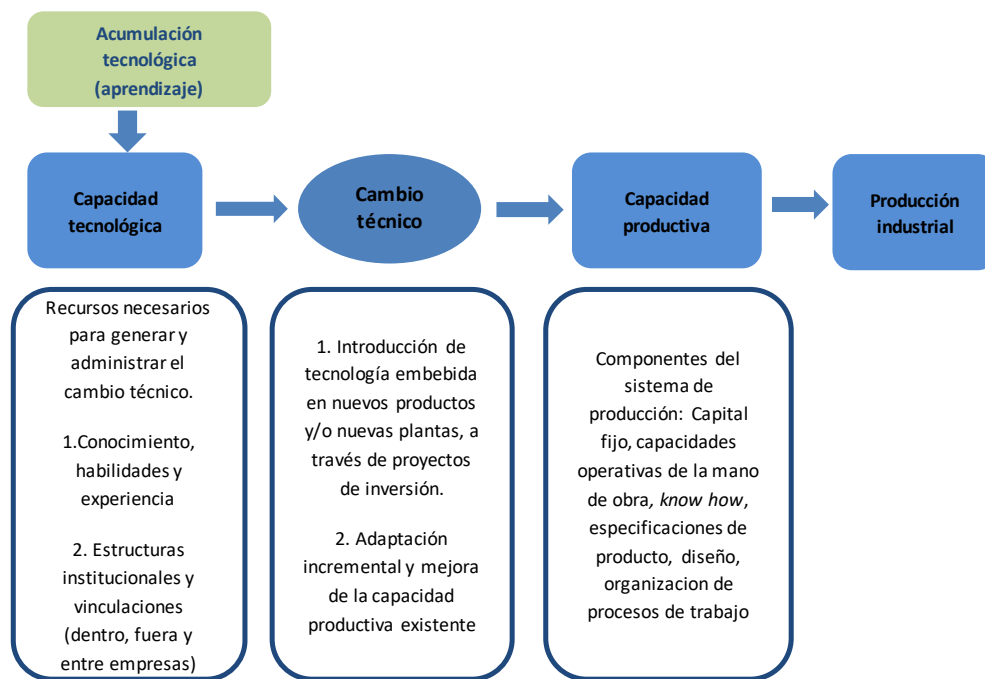 Acumulación
tecnológica
(aprendizaje)
Capacidad
tecnológica
Cambio
técnico
Capacidad
productiva
Producción
industrial
Recursos necesarios
para generar y
administrar el
cambio técnico.
1.Conocimiento,
habilidades y
experiencia
2. Estructuras
institucionales y
vinculaciones
(dentro, fuera y
entre empresas)
1. Introducción de
tecnología embebida
en nuevos productos
y/o nuevas plantas, a
través de proyectos
de inversión.
2. Adaptación
incremental y mejora
de la capacidad
productiva existente
Componentes del
sistema de
producción: Capital
fijo, capacidades
operativas de la mano
de obra, know how,
especificaciones de
producto, diseño,
organizacion de
procesos de trabajo